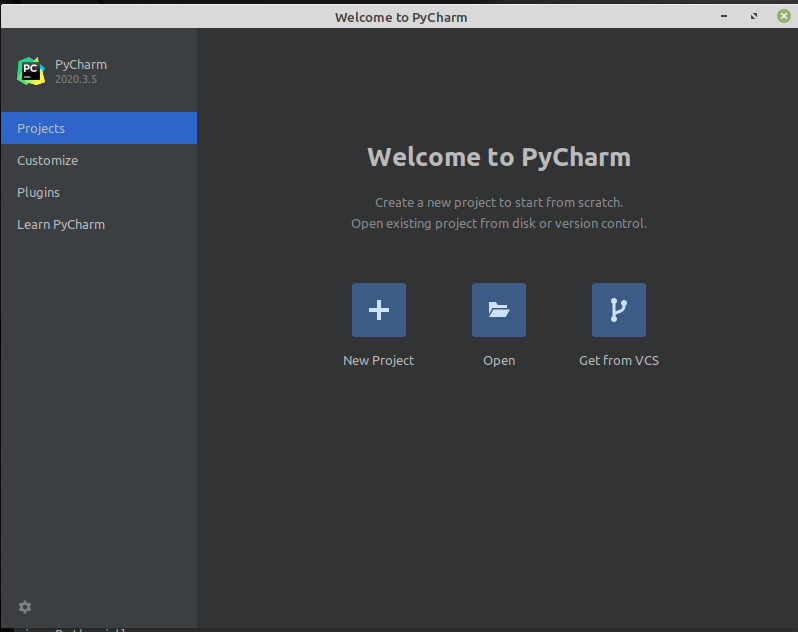 Welcome to PyCharm
PC
PyCharm
2020.3.5
Projects
Customize
Plugins
Learn PyCharm
Welcome to PyCharm
Create a new project to start from scratch.
Open existing project from disk or version control.
New Project
Open
Get from VCS